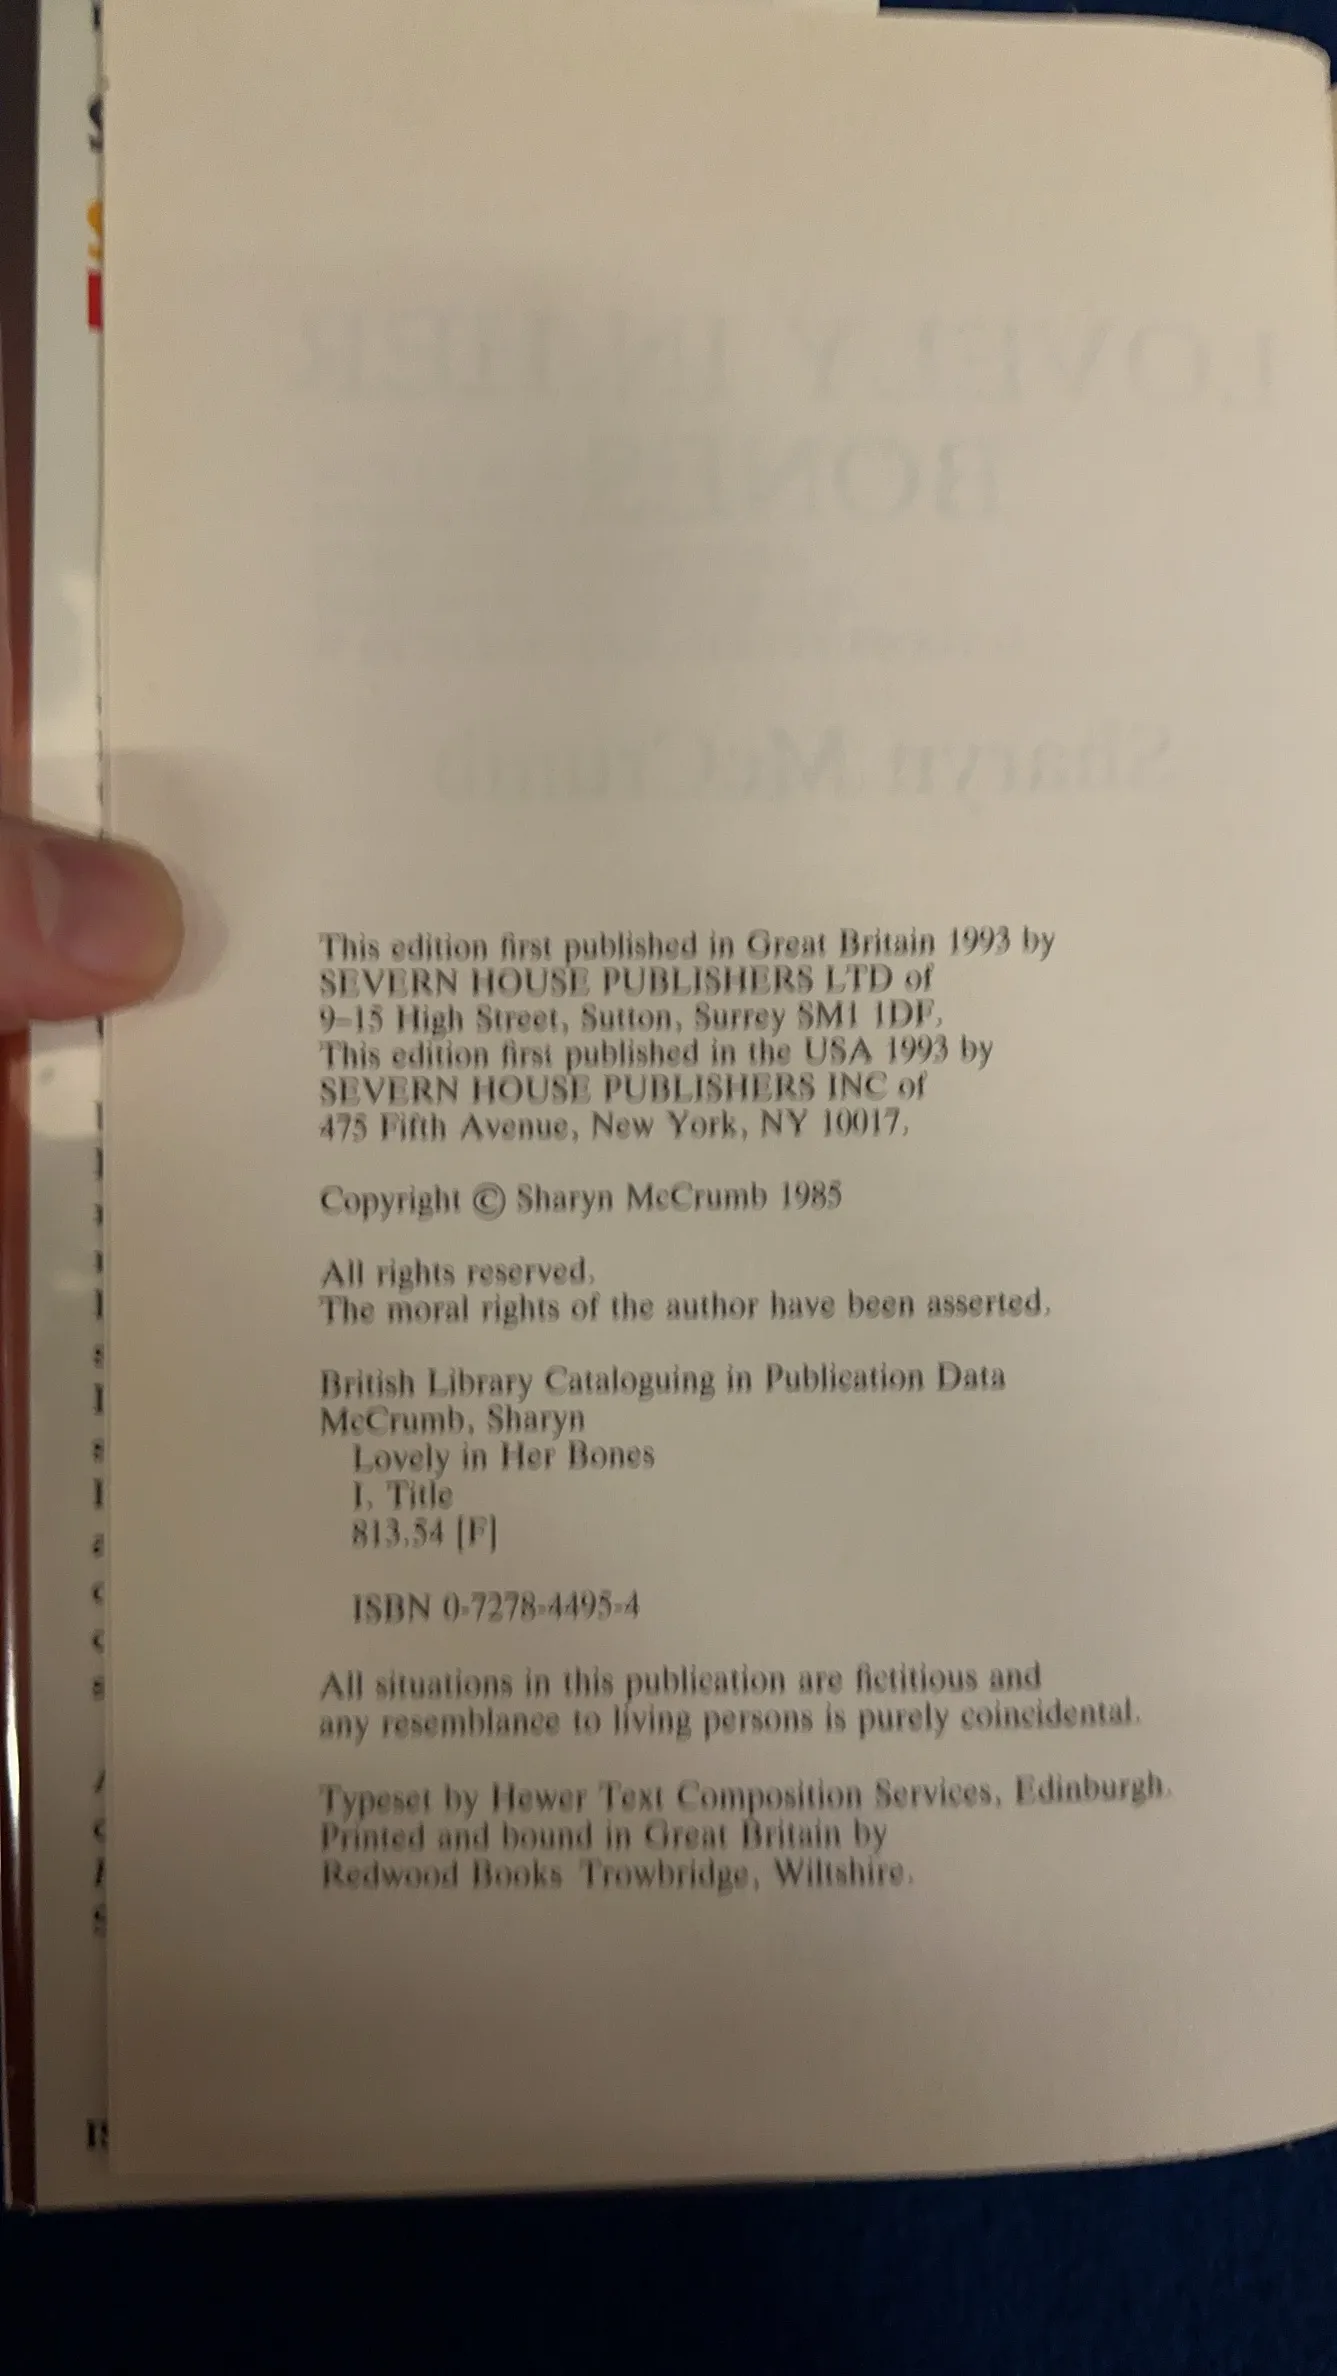 This edition first published in Great Britain 1993 by
SEVERN HOUSE PUBLISHERS LTD of
9–15 High Street, Sutton, Surrey SM1 1DF.
This edition first published in the USA 1993 by
SEVERN HOUSE PUBLISHERS INC of
475 Fifth Avenue, New York, NY 10017.
Copyright © Sharyn McCrumb 1985
All rights reserved.
The moral rights of the author have been asserted.
British Library Cataloguing in Publication Data
McCrumb, Sharyn
Lovely in Her Bones
I. Title
813.54 [F]
ISBN 0-7278-4495-4
All situations in this publication are fictitious and
any resemblance to living persons is purely coincidental.
Typeset by Hewer Text Composition Services, Edinburgh.
Printed and bound in Great Britain by
Redwood Books Trowbridge, Wiltshire.